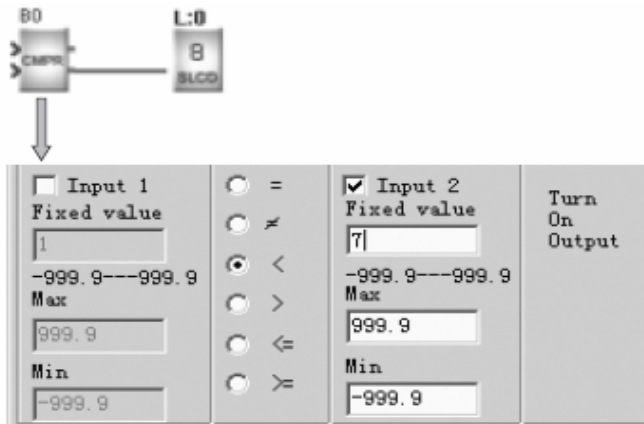 B0
L:0
CMPR
8
SLCD
Input 1
Fixed value
1
-999.9---999.9
Max
999.9
Min
-999.9
=
≠
<
>
<=
>=
Input 2
Fixed value
7
-999.9---999.9
Max
999.9
Min
-999.9
Turn
On
Output